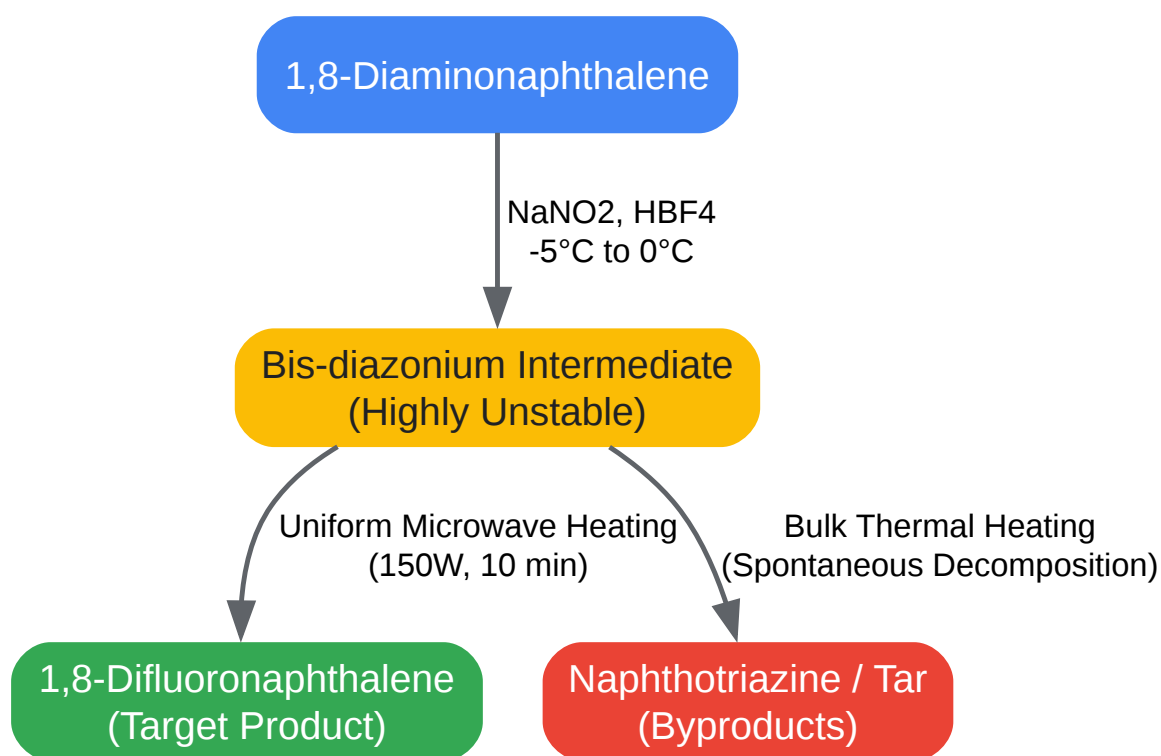 1,8-Diaminonaphthalene
NaNO2, HBF4
-5°C to 0°C
Bis-diazonium Intermediate
(Highly Unstable)
Uniform Microwave Heating
(150W, 10 min)
Bulk Thermal Heating
(Spontaneous Decomposition)
1,8-Difluoronaphthalene
(Target Product)
Naphthotriazine / Tar
(Byproducts)